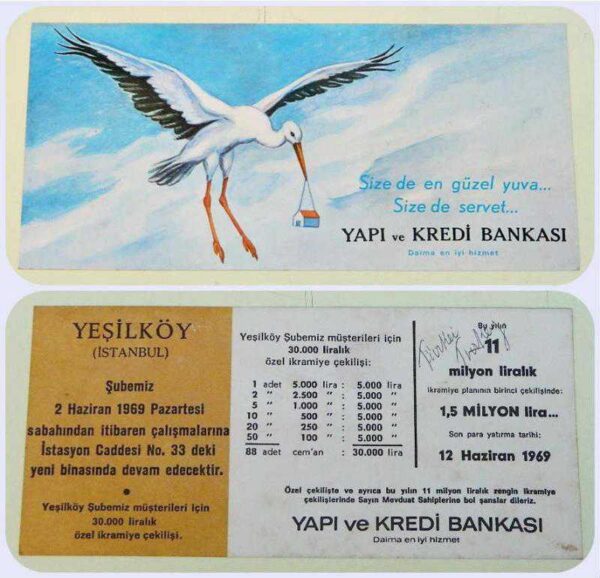 Size de en güzel yuva...
Size de servet...
YAPI ve KREDİ BANKASI
Daima en iyi hizmet
YEŞİLKÖY
(İSTANBUL)
Şubemiz
2 Haziran 1969 Pazartesi
sabahından itibaren çalışmalarına
İstasyon Caddesi No. 33 deki
yeni binasında devam edecektir.
•
Yeşilköy Şubemiz müşterileri için
30.000 liralık
özel ikramiye çekilişi.
Yeşilköy Şubemiz müşterileri için
30.000 liralık
özel ikramiye çekilişi:
1 adet 5.000 lira : 5.000 lira
2 " 2.500 " : 5.000 "
5 " 1.000 " : 5.000 "
10 " 500 " : 5.000 "
20 " 250 " : 5.000 "
50 " 100 " : 5.000 "
88 adet cem'an : 30.000 lira
Bu yılın
11
milyon liralık
ikramiye planının birinci çekilişinde:
1,5 MİLYON lira...
Son para yatırma tarihi:
12 Haziran 1969
Özel çekilişte ve ayrıca bu yılın 11 milyon liralık zengin ikramiye
çekilişlerinde Sayın Mevduat Sahiplerine bol şanslar dileriz.
YAPI ve KREDİ BANKASI
Daima en iyi hizmet